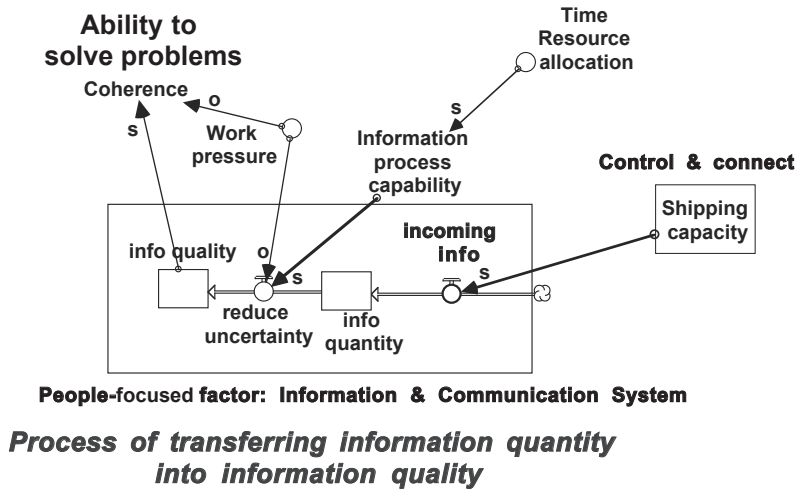 Ability to
solve problems
Coherence
o
s
Work
pressure
Time
Resource
allocation
s
Information
process
capability
Control & connect
Shipping
capacity
incoming
info
s
info quality
o
s
reduce
uncertainty
info
quantity
People-focused factor: Information & Communication System
Process of transferring information quantity
into information quality